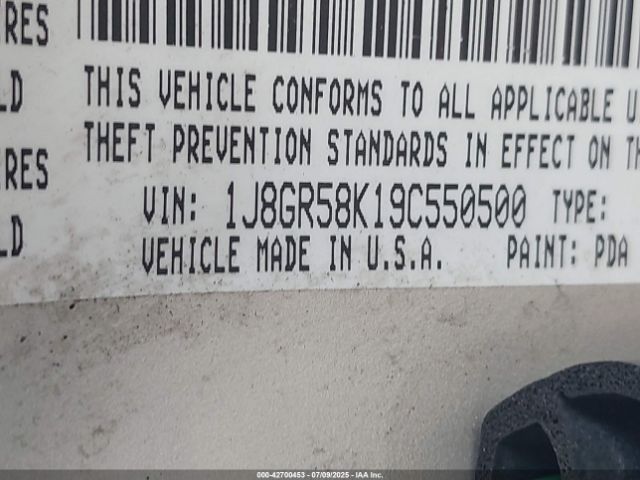 RES
LD
RES
LD
THIS VEHICLE CONFORMS TO ALL APPLICABLE U
THEFT PREVENTION STANDARDS IN EFFECT ON TH
VIN: 1J8GR58K19C550500 TYPE:
VEHICLE MADE IN U.S.A. PAINT: PDA
000-42700453 - 07/09/2025 - IAA Inc.